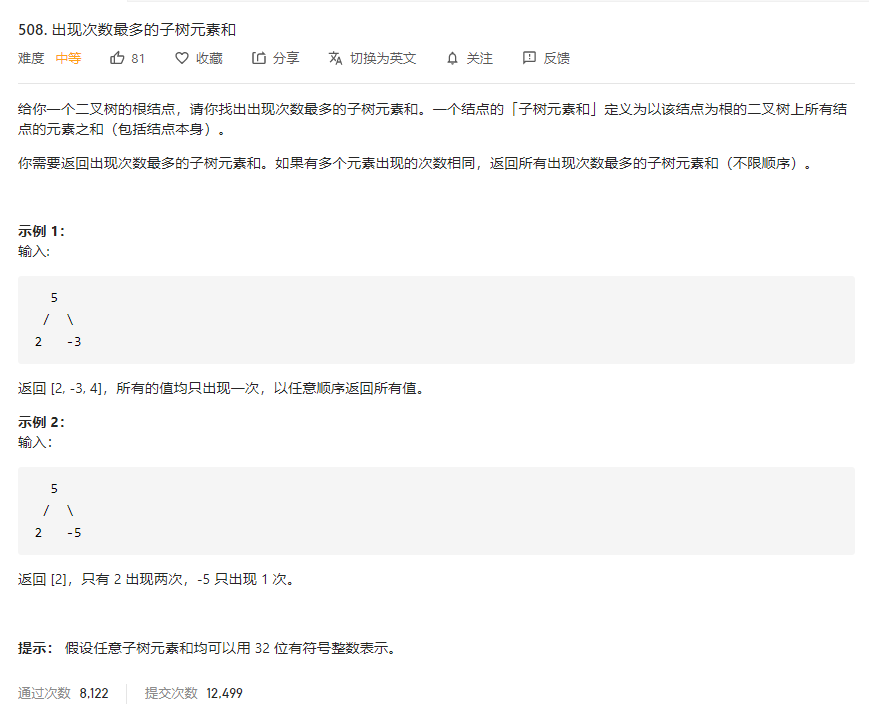 508. 出现次数最多的子树元素和
难度 中等 81 收藏 分享 切换为英文 关注 反馈
给你一个二叉树的根结点，请你找出出现次数最多的子树元素和。一个结点的「子树元素和」定义为以该结点为根的二叉树上所有结
点的元素之和（包括结点本身）。
你需要返回出现次数最多的子树元素和。如果有多个元素出现的次数相同，返回所有出现次数最多的子树元素和（不限顺序）。
示例 1：
输入:
5
/ \
2 -3
返回 [2, -3, 4]，所有的值均只出现一次，以任意顺序返回所有值。
示例 2：
输入：
5
/ \
2 -5
返回 [2]，只有 2 出现两次，-5 只出现 1 次。
提示： 假设任意子树元素和均可以用 32 位有符号整数表示。
通过次数 8,122 提交次数 12,499